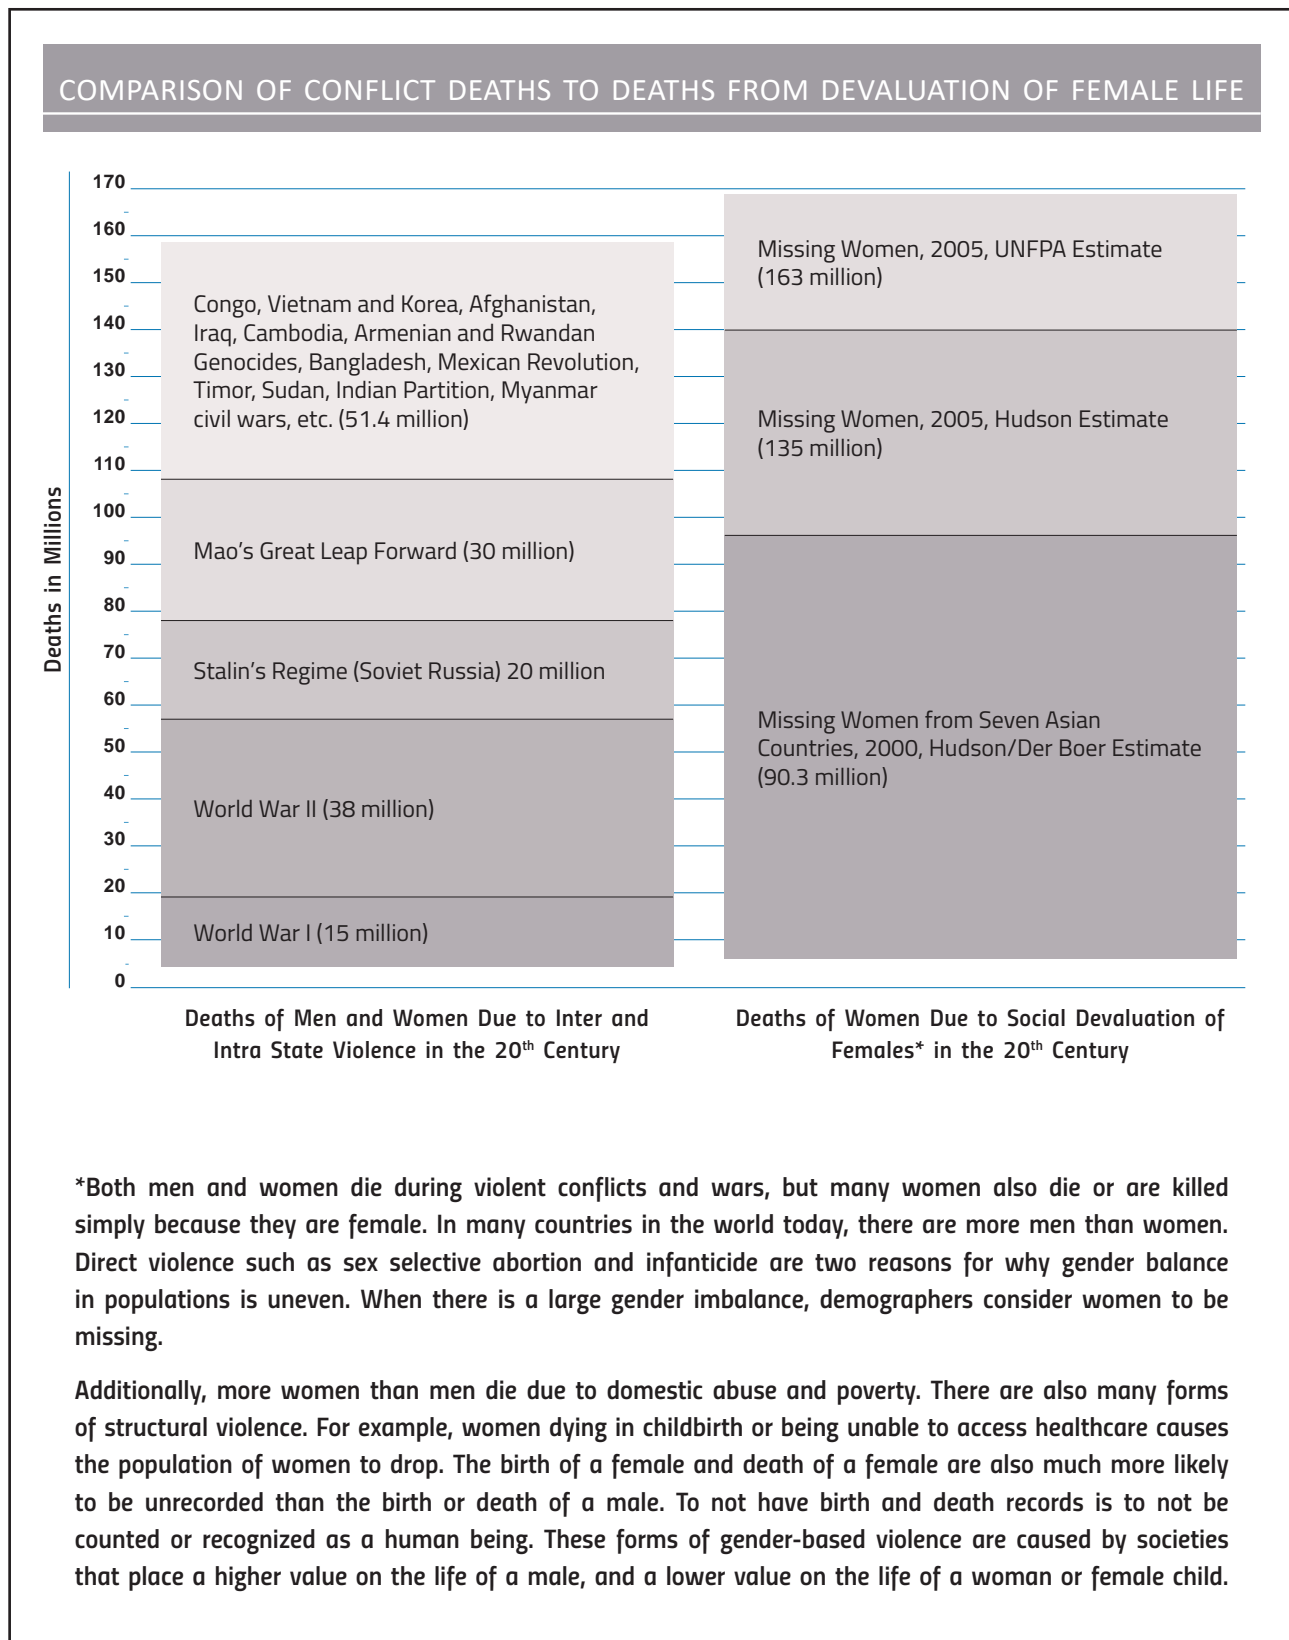 COMPARISON OF CONFLICT DEATHS TO DEATHS FROM DEVALUATION OF FEMALE LIFE
Deaths in Millions
170
160
150
140
130
120
110
100
90
80
70
60
50
40
30
20
10
0
Congo, Vietnam and Korea, Afghanistan,
Iraq, Cambodia, Armenian and Rwandan
Genocides, Bangladesh, Mexican Revolution,
Timor, Sudan, Indian Partition, Myanmar
civil wars, etc. (51.4 million)
Mao’s Great Leap Forward (30 million)
Stalin’s Regime (Soviet Russia) 20 million
World War II (38 million)
World War I (15 million)
Missing Women, 2005, UNFPA Estimate
(163 million)
Missing Women, 2005, Hudson Estimate
(135 million)
Missing Women from Seven Asian
Countries, 2000, Hudson/Der Boer Estimate
(90.3 million)
Deaths of Men and Women Due to Inter and
Intra State Violence in the 20th Century
Deaths of Women Due to Social Devaluation of
Females* in the 20th Century
*Both men and women die during violent conflicts and wars, but many women also die or are killed
simply because they are female. In many countries in the world today, there are more men than women.
Direct violence such as sex selective abortion and infanticide are two reasons for why gender balance
in populations is uneven. When there is a large gender imbalance, demographers consider women to be
missing.
Additionally, more women than men die due to domestic abuse and poverty. There are also many forms
of structural violence. For example, women dying in childbirth or being unable to access healthcare causes
the population of women to drop. The birth of a female and death of a female are also much more likely
to be unrecorded than the birth or death of a male. To not have birth and death records is to not be
counted or recognized as a human being. These forms of gender-based violence are caused by societies
that place a higher value on the life of a male, and a lower value on the life of a woman or female child.